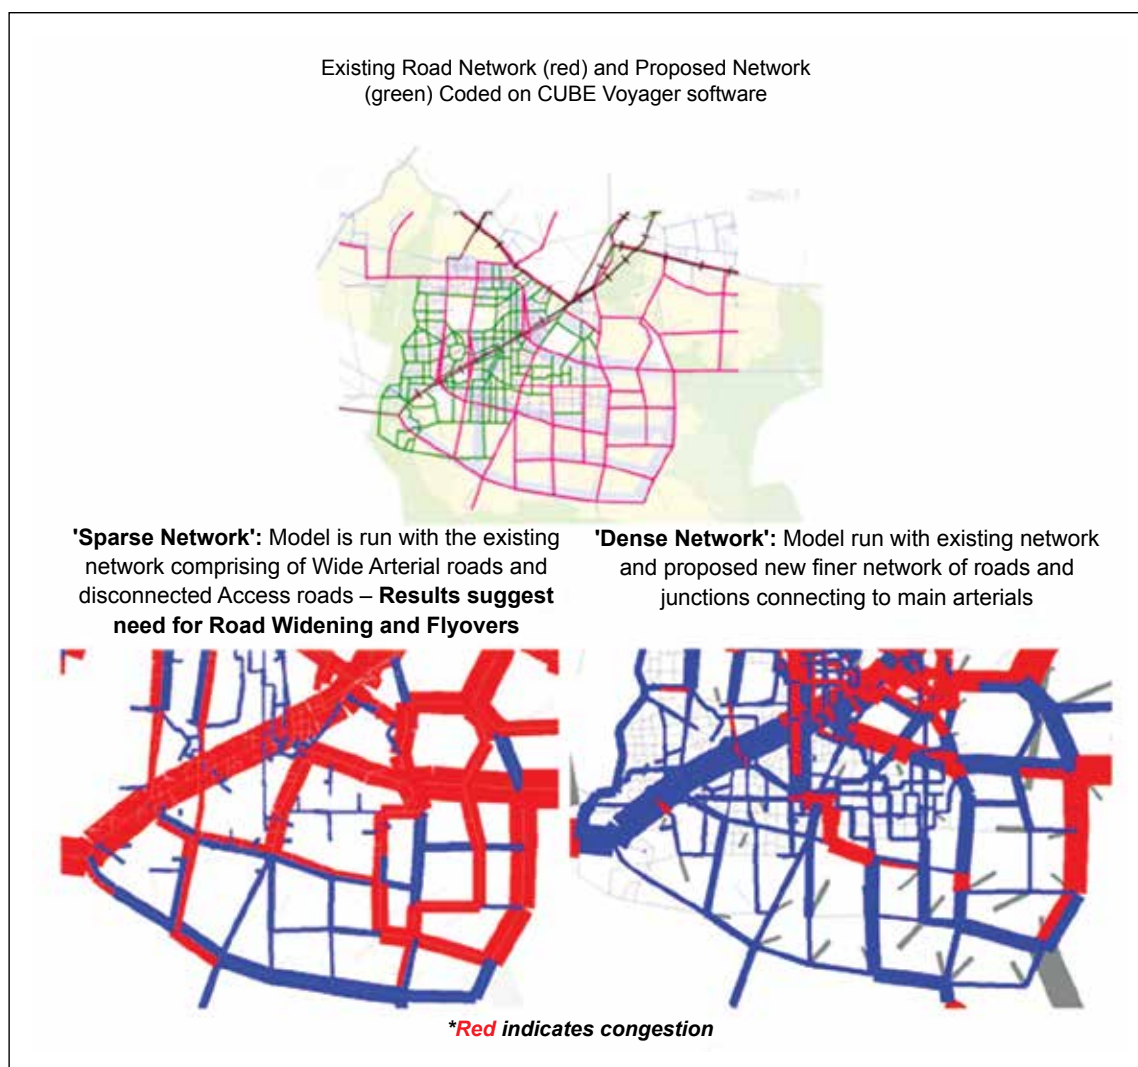 Existing Road Network (red) and Proposed Network
(green) Coded on CUBE Voyager software
'Sparse Network': Model is run with the existing
network comprising of Wide Arterial roads and
disconnected Access roads – Results suggest
need for Road Widening and Flyovers
'Dense Network': Model run with existing network
and proposed new finer network of roads and
junctions connecting to main arterials
*Red indicates congestion